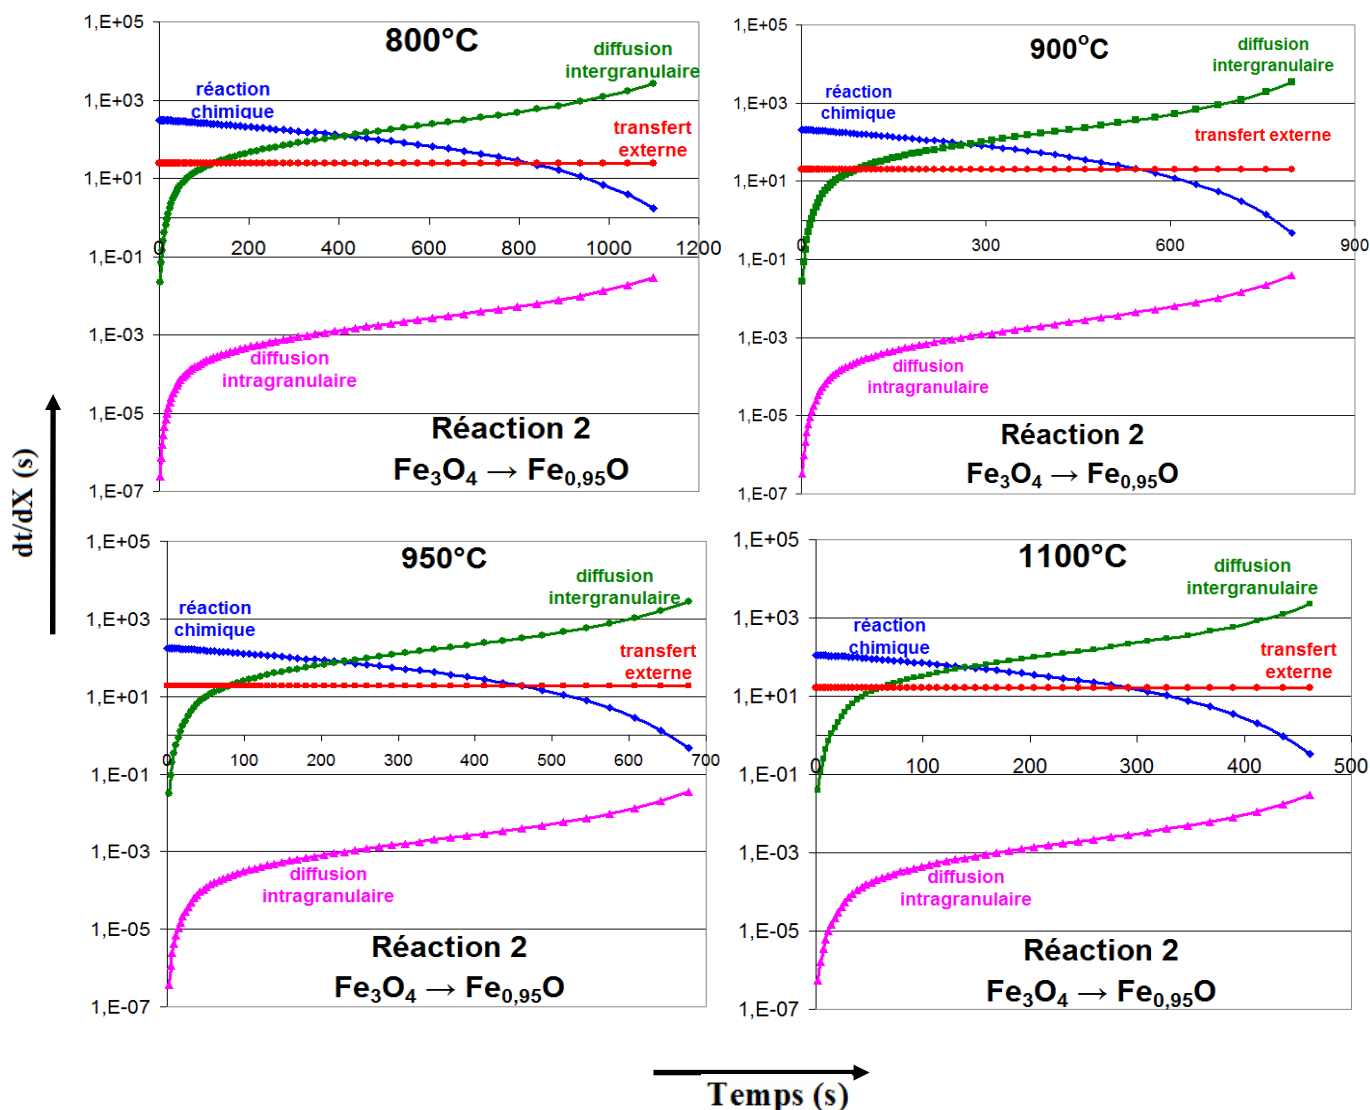 800°C
1,E+05
1,E+03
1,E+01
1,E-01
1,E-03
1,E-05
1,E-07
0
200
400
600
800
1000
1200
réaction
chimique
diffusion
intergranulaire
transfert
externe
diffusion
intragranulaire
Réaction 2
Fe₃O₄ → Fe₀,₉₅O
900°C
1,E+05
1,E+03
1,E+01
1,E-01
1,E-03
1,E-05
1,E-07
0
300
600
900
réaction
chimique
diffusion
intergranulaire
transfert externe
diffusion
intragranulaire
Réaction 2
Fe₃O₄ → Fe₀,₉₅O
dt/dX (s)
950°C
1,E+05
1,E+03
1,E+01
1,E-01
1,E-03
1,E-05
1,E-07
0
100
200
300
400
500
600
700
réaction
chimique
diffusion
intergranulaire
transfert
externe
diffusion
intragranulaire
Réaction 2
Fe₃O₄ → Fe₀,₉₅O
1100°C
1,E+05
1,E+03
1,E+01
1,E-01
1,E-03
1,E-05
1,E-07
0
100
200
300
400
500
réaction
chimique
diffusion
intergranulaire
transfert
externe
diffusion
intragranulaire
Réaction 2
Fe₃O₄ → Fe₀,₉₅O
Temps (s)